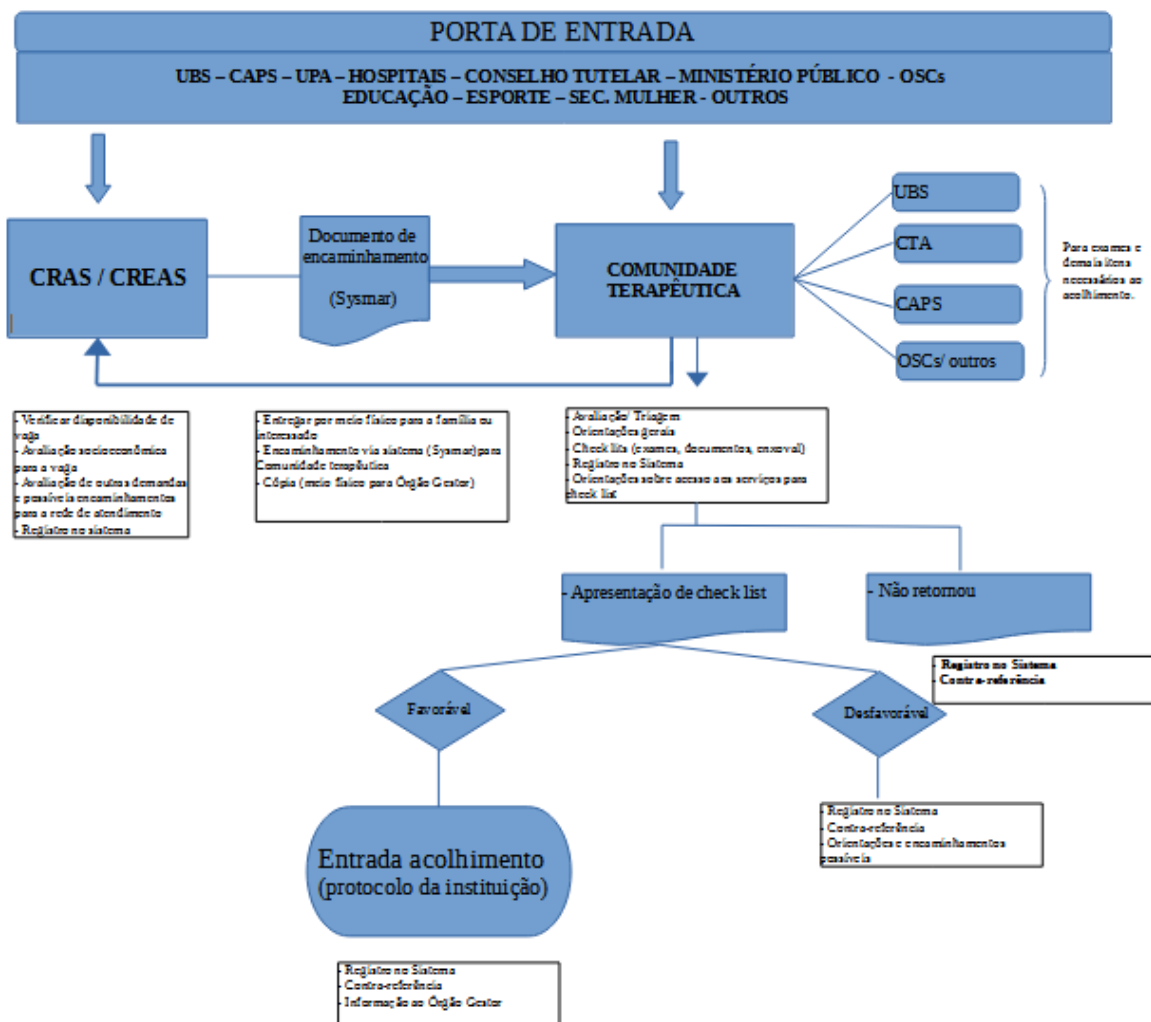 PORTA DE ENTRADA
UBS – CAPS – UPA – HOSPITAIS – CONSELHO TUTELAR – MINISTÉRIO PÚBLICO - OSCs
EDUCAÇÃO – ESPORTE – SEC. MULHER - OUTROS
CRAS / CREAS
Documento de
encaminhamento
(Sysmar)
COMUNIDADE
TERAPÊUTICA
UBS
CTA
CAPS
OSCs/ outros
Para exames e
demais itens
necessários ao
acolhimento.
- Verificar disponibilidade de
vaga
- Avaliação socioeconômica
para a vaga
- Avaliação de outras demandas
e possíveis encaminhamentos
para a rede de atendimento
- Registro no sistema
- Entregar por meio físico para a família ou
interessado
- Encaminhamento via sistema (Sysmar)para
Comunidade terapêutica
- Cópia (meio físico para Órgão Gestor)
- Avaliação/ Triagem
- Orientações gerais
- Check lits (exames, documentos, enxoval)
- Registro no Sistema
- Orientações sobre acesso aos serviços para
check list
- Apresentação de check list
- Não retornou
- Registro no Sistema
- Contra-referência
Favorável
Desfavorável
- Registro no Sistema
- Contra-referência
- Orientações e encaminhamentos
possíveis
Entrada acolhimento
(protocolo da instituição)
- Registro no Sistema
- Contra-referência
- Informação ao Órgão Gestor